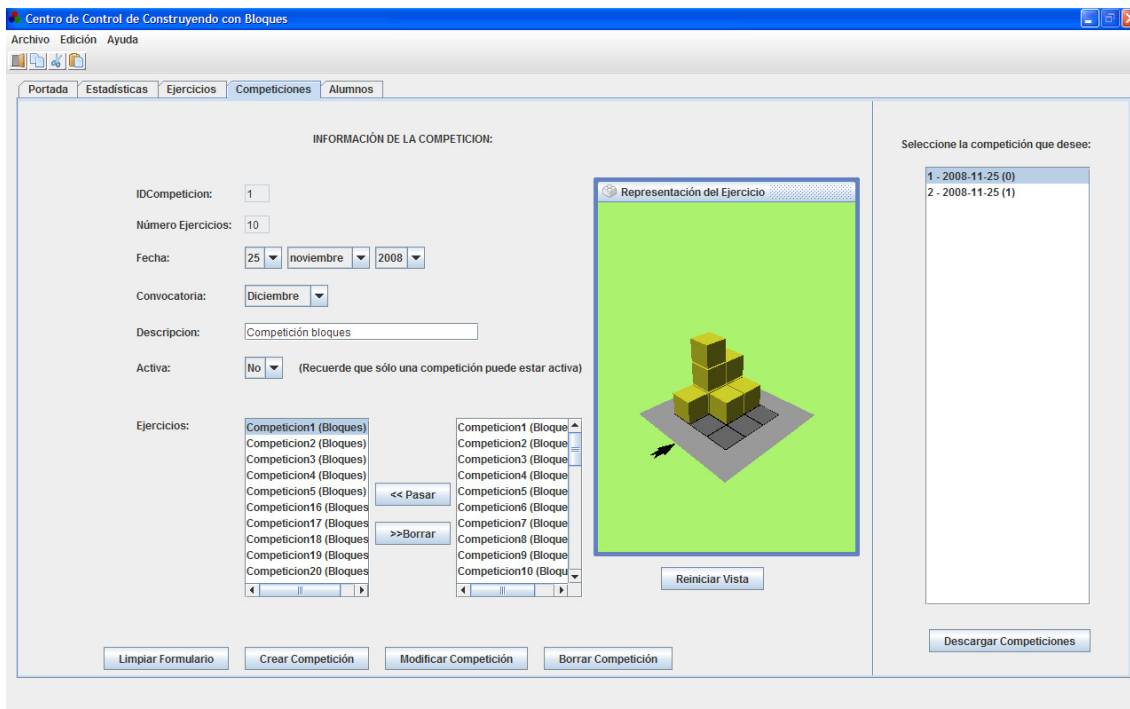 Centro de Control de Construyendo con Bloques
Archivo Edición Ayuda
Portada Estadísticas Ejercicios Competiciones Alumnos
INFORMACIÓN DE LA COMPETICION:
IDCompeticion: 1
Número Ejercicios: 10
Fecha: 25 noviembre 2008
Convocatoria: Diciembre
Descripcion: Competición bloques
Activa: No (Recuerde que sólo una competición puede estar activa)
Ejercicios:
Competicion1 (Bloques)
Competicion2 (Bloques)
Competicion3 (Bloques)
Competicion4 (Bloques)
Competicion5 (Bloques)
Competicion16 (Bloques
Competicion17 (Bloques
Competicion18 (Bloques
Competicion19 (Bloques
Competicion20 (Bloques
<< Pasar
>>Borrar
Competicion1 (Bloque
Competicion2 (Bloque
Competicion3 (Bloque
Competicion4 (Bloque
Competicion5 (Bloque
Competicion6 (Bloque
Competicion7 (Bloque
Competicion8 (Bloque
Competicion9 (Bloque
Competicion10 (Bloqu
Representación del Ejercicio
Reiniciar Vista
Limpiar Formulario Crear Competición Modificar Competición Borrar Competición
Seleccione la competición que desee:
1 - 2008-11-25 (0)
2 - 2008-11-25 (1)
Descargar Competiciones